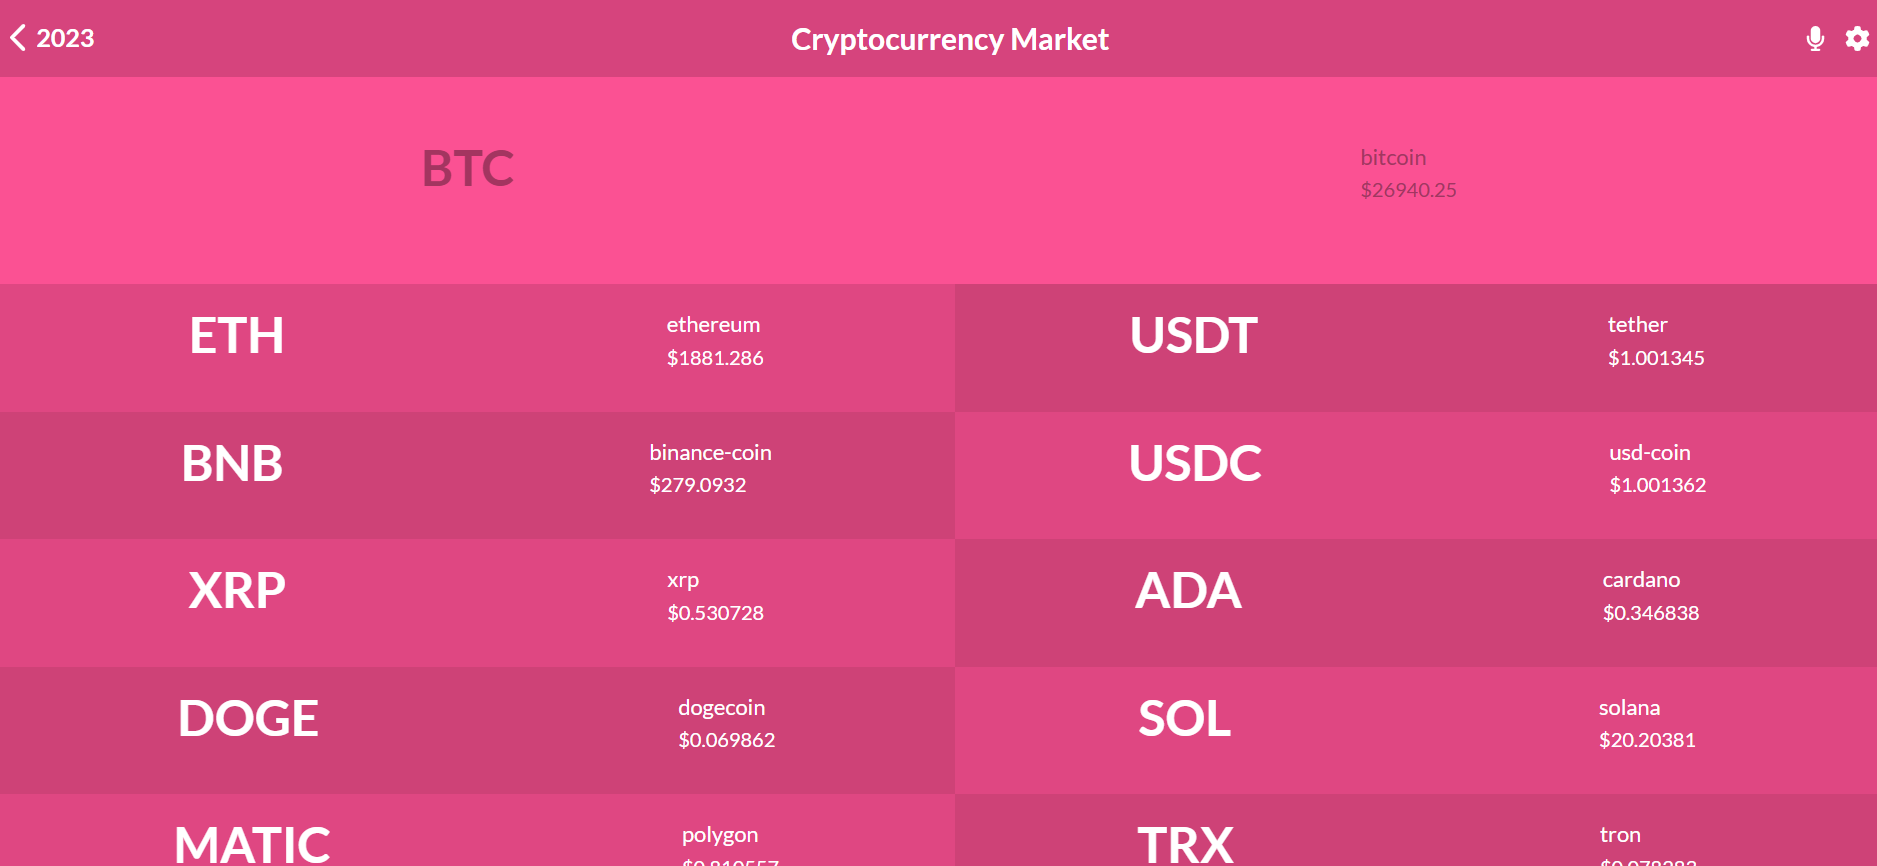 2023
Cryptocurrency Market
BTC
bitcoin
$26940.25
ETH
ethereum
$1881.286
USDT
tether
$1.001345
BNB
binance-coin
$279.0932
USDC
usd-coin
$1.001362
XRP
xrp
$0.530728
ADA
cardano
$0.346838
DOGE
dogecoin
$0.069862
SOL
solana
$20.20381
MATIC
polygon
TRX
tron